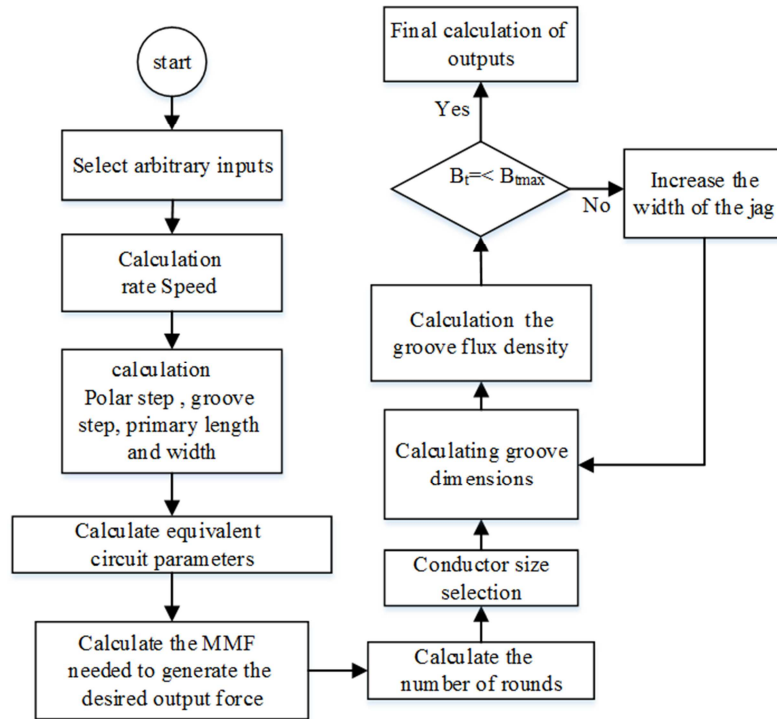 start
Select arbitrary inputs
Calculation
rate Speed
calculation
Polar step , groove
step, primary length
and width
Calculate equivalent
circuit parameters
Calculate the MMF
needed to generate the
desired output force
Calculate the
number of rounds
Conductor size
selection
Calculating groove
dimensions
Calculation the
groove flux density
Bt=< Btmax
No
Increase the
width of the jag
Yes
Final calculation of
outputs